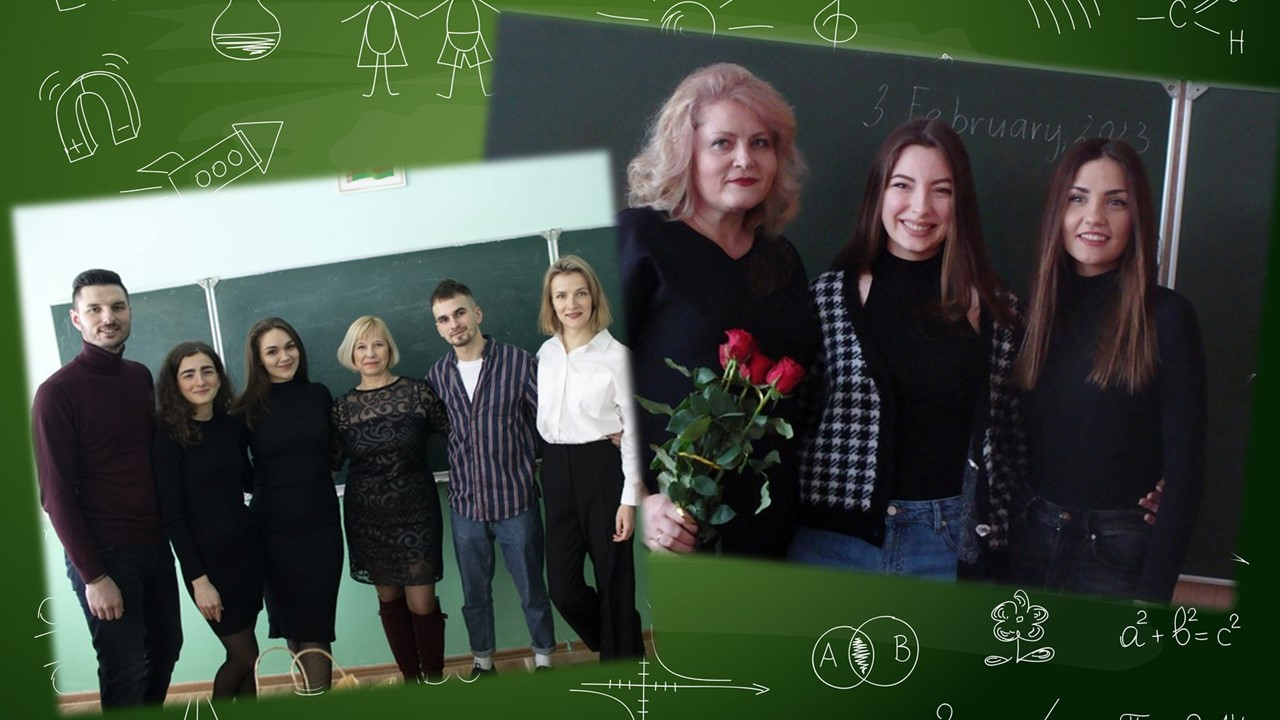 C
H
+ -
3 February, 2023
A B
a² + b² = c²